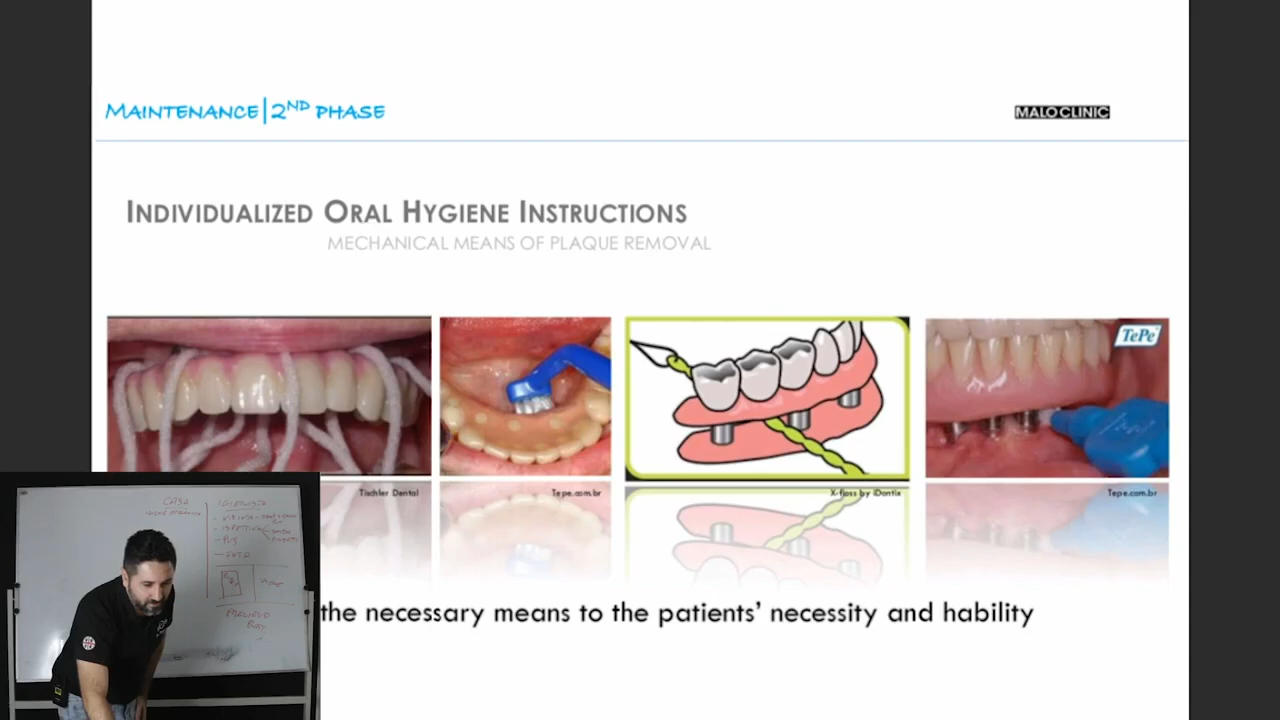 MAINTENANCE|2ND PHASE
MALO CLINIC
INDIVIDUALIZED ORAL HYGIENE INSTRUCTIONS
MECHANICAL MEANS OF PLAQUE REMOVAL
TePe
Tischler Dental
Tepe.com.br
X-floss by iDontix
Tepe.com.br
the necessary means to the patients' necessity and hability
CASA